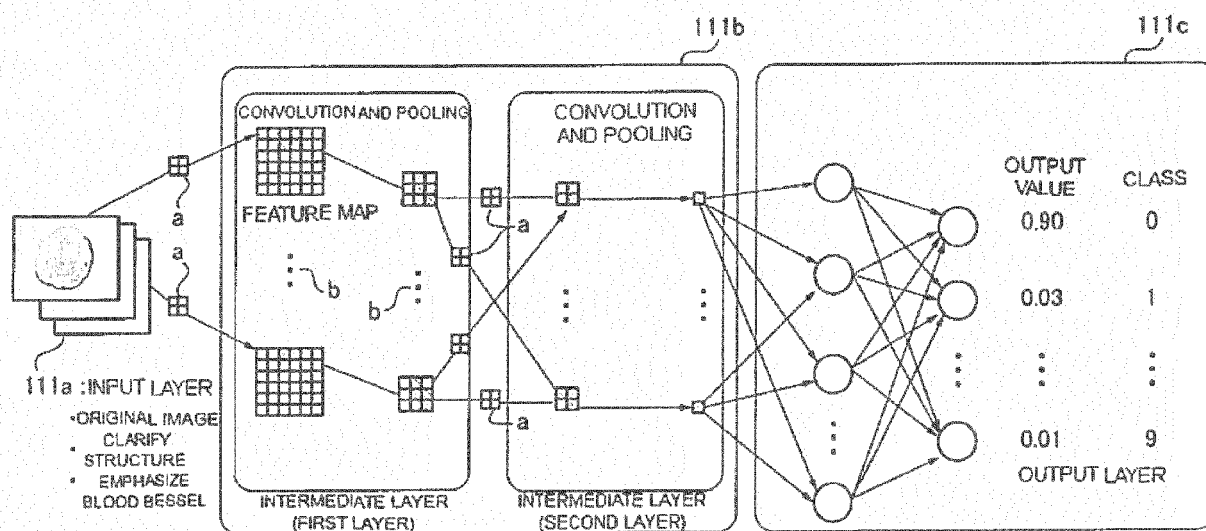 111b
111c
CONVOLUTION AND POOLING
CONVOLUTION
AND POOLING
a
FEATURE MAP
a
a
b
b
a
111a :INPUT LAYER
•ORIGINAL IMAGE
CLARIFY
• STRUCTURE
• EMPHASIZE
BLOOD BESSEL
INTERMEDIATE LAYER
(FIRST LAYER)
INTERMEDIATE LAYER
(SECOND LAYER)
OUTPUT
VALUE
CLASS
0.90
0
0.03
1
0.01
9
OUTPUT LAYER